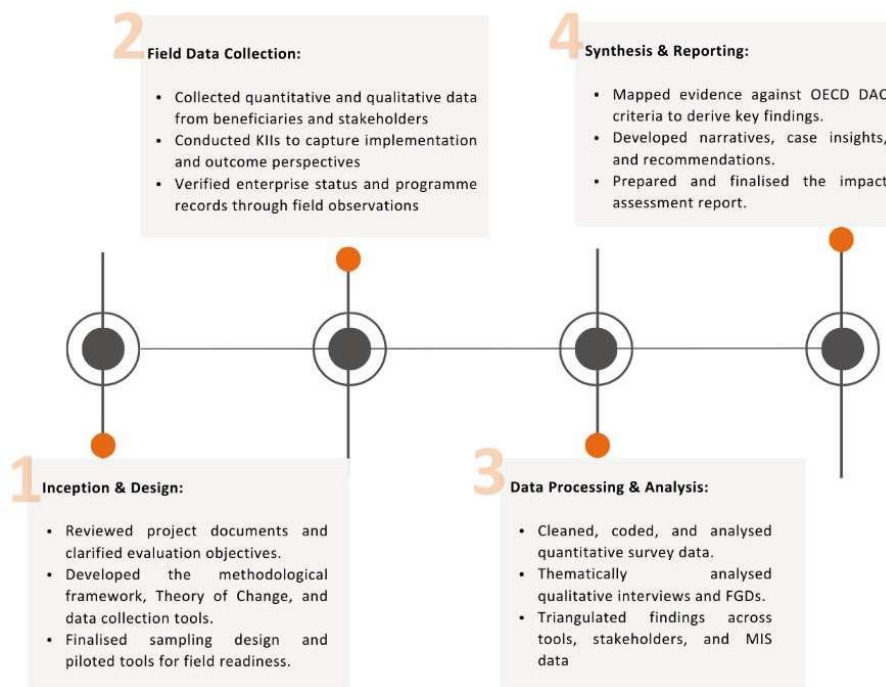 1
Inception & Design:
• Reviewed project documents and
clarified evaluation objectives.
• Developed the methodological
framework, Theory of Change, and
data collection tools.
• Finalised sampling design and
piloted tools for field readiness.
2
Field Data Collection:
• Collected quantitative and qualitative data
from beneficiaries and stakeholders
• Conducted KIIs to capture implementation
and outcome perspectives
• Verified enterprise status and programme
records through field observations
3
Data Processing & Analysis:
• Cleaned, coded, and analysed
quantitative survey data.
• Thematically analysed
qualitative interviews and FGDs.
• Triangulated findings across
tools, stakeholders, and MIS
data
4
Synthesis & Reporting:
• Mapped evidence against OECD DAC
criteria to derive key findings.
• Developed narratives, case insights,
and recommendations.
• Prepared and finalised the impact
assessment report.